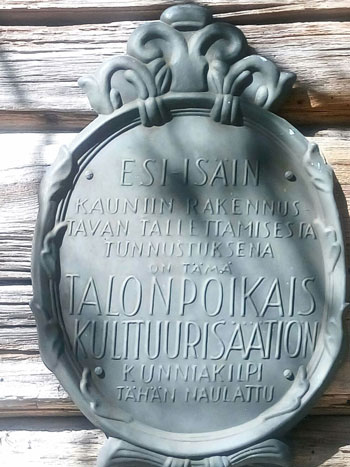 ESI-ISÄIN
KAUNIIN RAKENNUS
TAVAN TALLETTAMISESTA
TUNNUSTUKSENA
ON TÄMÄ
TALONPOIKAIS
KULTTUURISÄÄTIÖN
KUNNIAKILPI
TÄHÄN NAULATTU